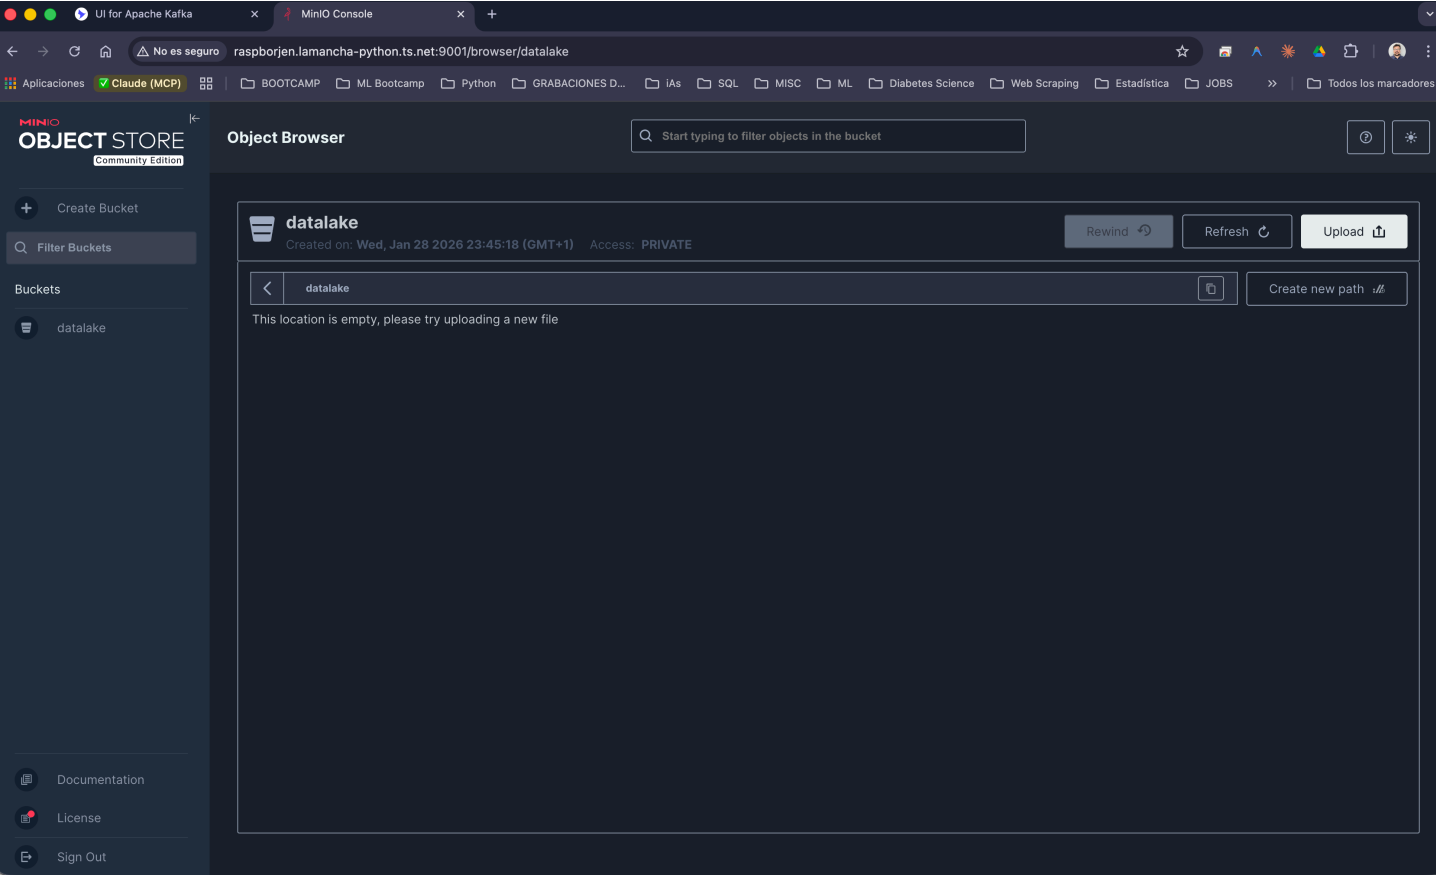 UI for Apache Kafka
MinIO Console
No es seguro
raspborjen.lamancha-python.ts.net:9001/browser/datalake
Aplicaciones
Claude (MCP)
BOOTCAMP
ML Bootcamp
Python
GRABACIONES D...
iAs
SQL
MISC
ML
Diabetes Science
Web Scraping
Estadística
JOBS
Todos los marcadores
MINIO
OBJECT STORE
Community Edition
Object Browser
Start typing to filter objects in the bucket
Create Bucket
Filter Buckets
Buckets
datalake
datalake
Created on: Wed, Jan 28 2026 23:45:18 (GMT+1) Access: PRIVATE
Rewind
Refresh
Upload
datalake
Create new path
This location is empty, please try uploading a new file
Documentation
License
Sign Out